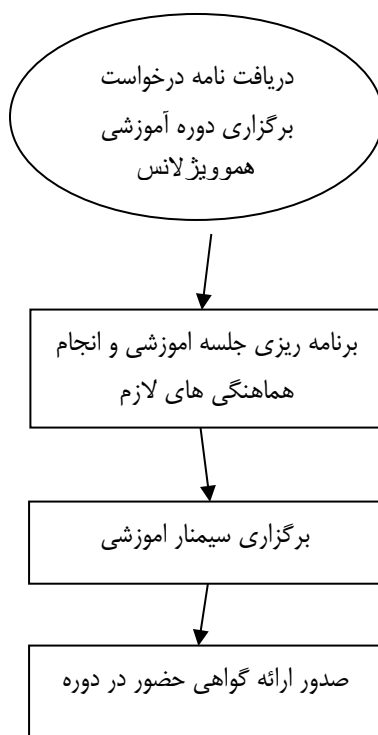 دریافت نامه درخواست
برگزاری دوره آموزشی
هموویژلانس
برنامه ریزی جلسه اموزشی و انجام
هماهنگی های لازم
برگزاری سیمنار اموزشی
صدور ارائه گواهی حضور در دوره